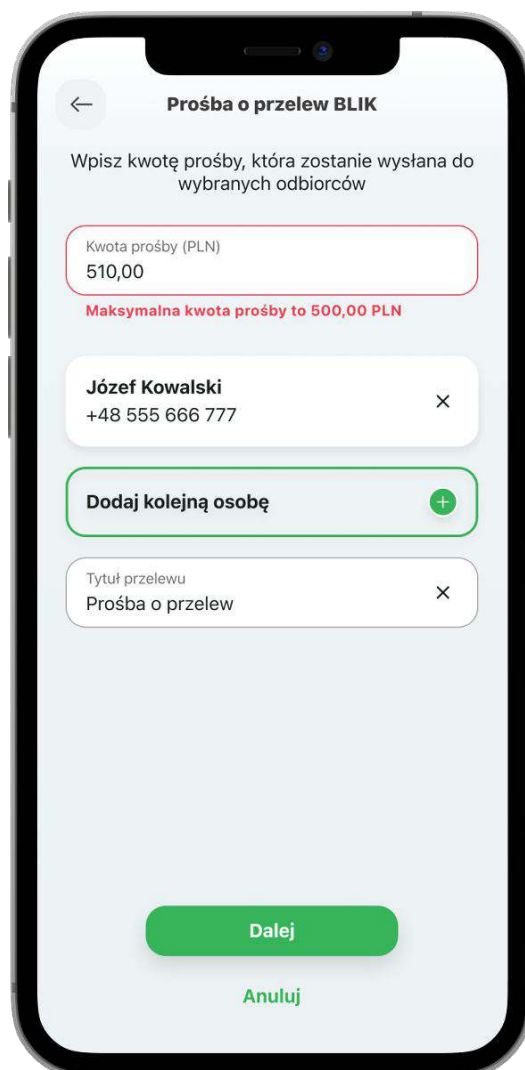 Prośba o przelew BLIK
Wpisz kwotę prośby, która zostanie wysłana do
wybranych odbiorców
Kwota prośby (PLN)
510,00
Maksymalna kwota prośby to 500,00 PLN
Józef Kowalski
+48 555 666 777
Dodaj kolejną osobę
Tytuł przelewu
Prośba o przelew
Dalej
Anuluj